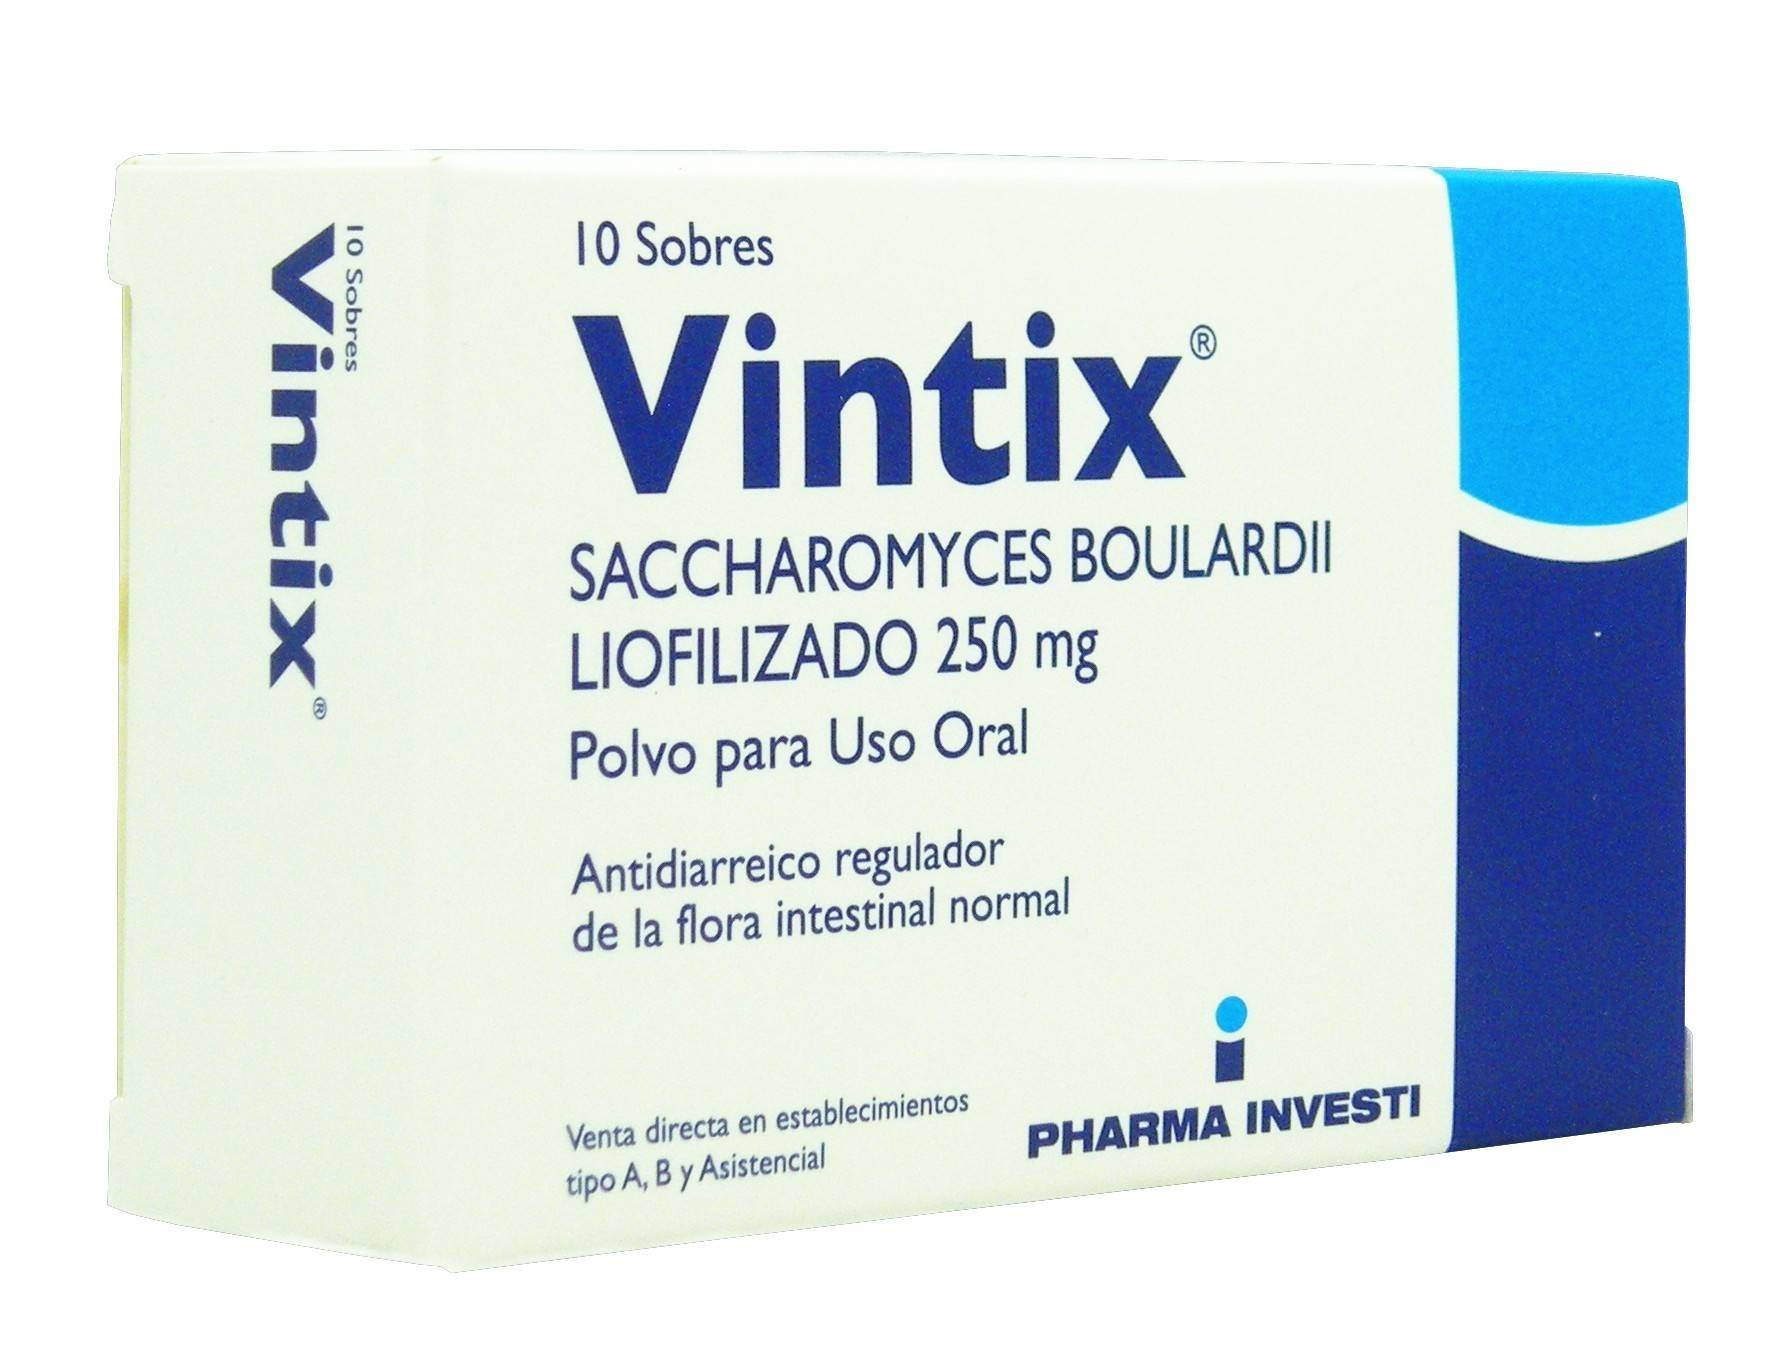 10 Sobres
Vintix®
10 Sobres
Vintix®
SACCHAROMYCES BOULARDII
LIOFILIZADO 250 mg
Polvo para Uso Oral
Antidiarreico regulador
de la flora intestinal normal
Venta directa en establecimientos
tipo A, B y Asistencial
PHARMA INVESTI